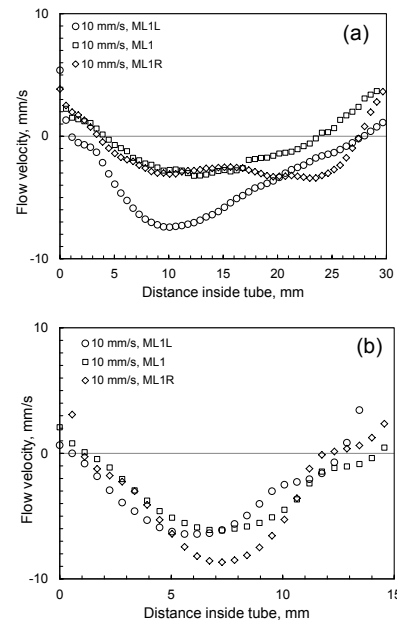 10
(a)
10 mm/s, ML1L
10 mm/s, ML1
10 mm/s, ML1R
0
-10
Flow velocity, mm/s
0 5 10 15 20 25 30
Distance inside tube, mm
10
(b)
10 mm/s, ML1L
10 mm/s, ML1
10 mm/s, ML1R
0
-10
Flow velocity, mm/s
0 5 10 15
Distance inside tube, mm